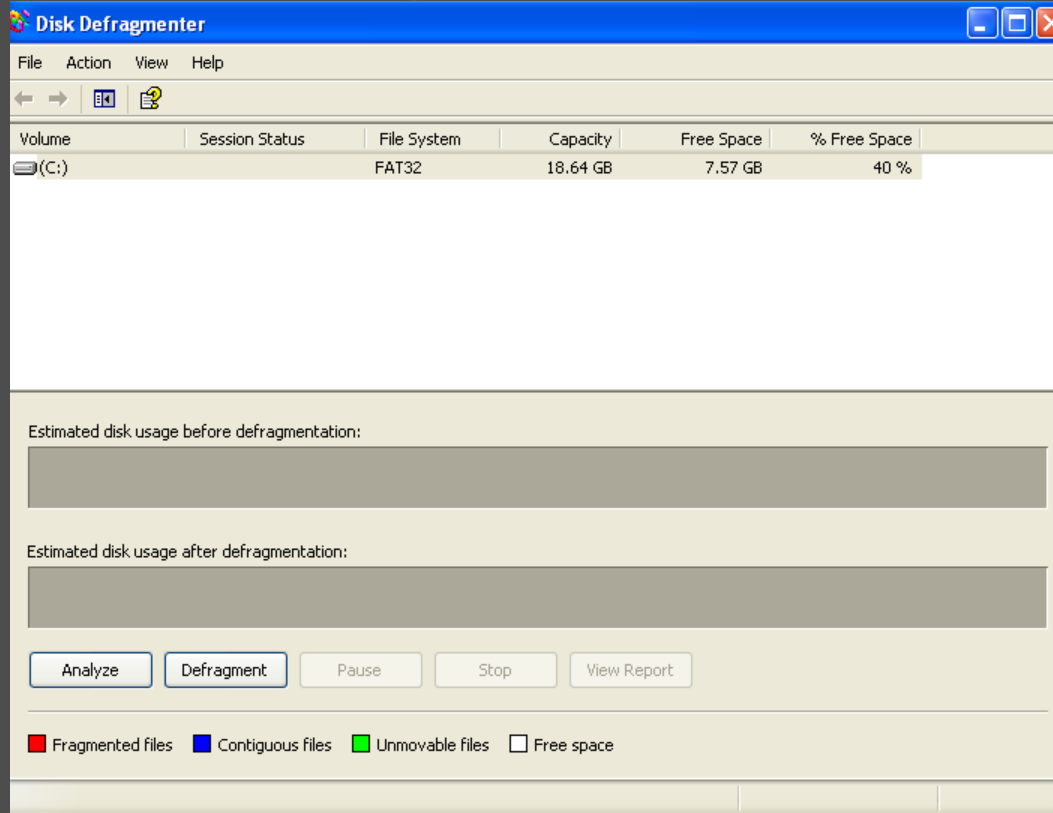 Disk Defragmenter
File Action View Help
Volume Session Status File System Capacity Free Space % Free Space
(C:) FAT32 18.64 GB 7.57 GB 40 %
Estimated disk usage before defragmentation:
Estimated disk usage after defragmentation:
Analyze Defragment Pause Stop View Report
Fragmented files Contiguous files Unmovable files Free space